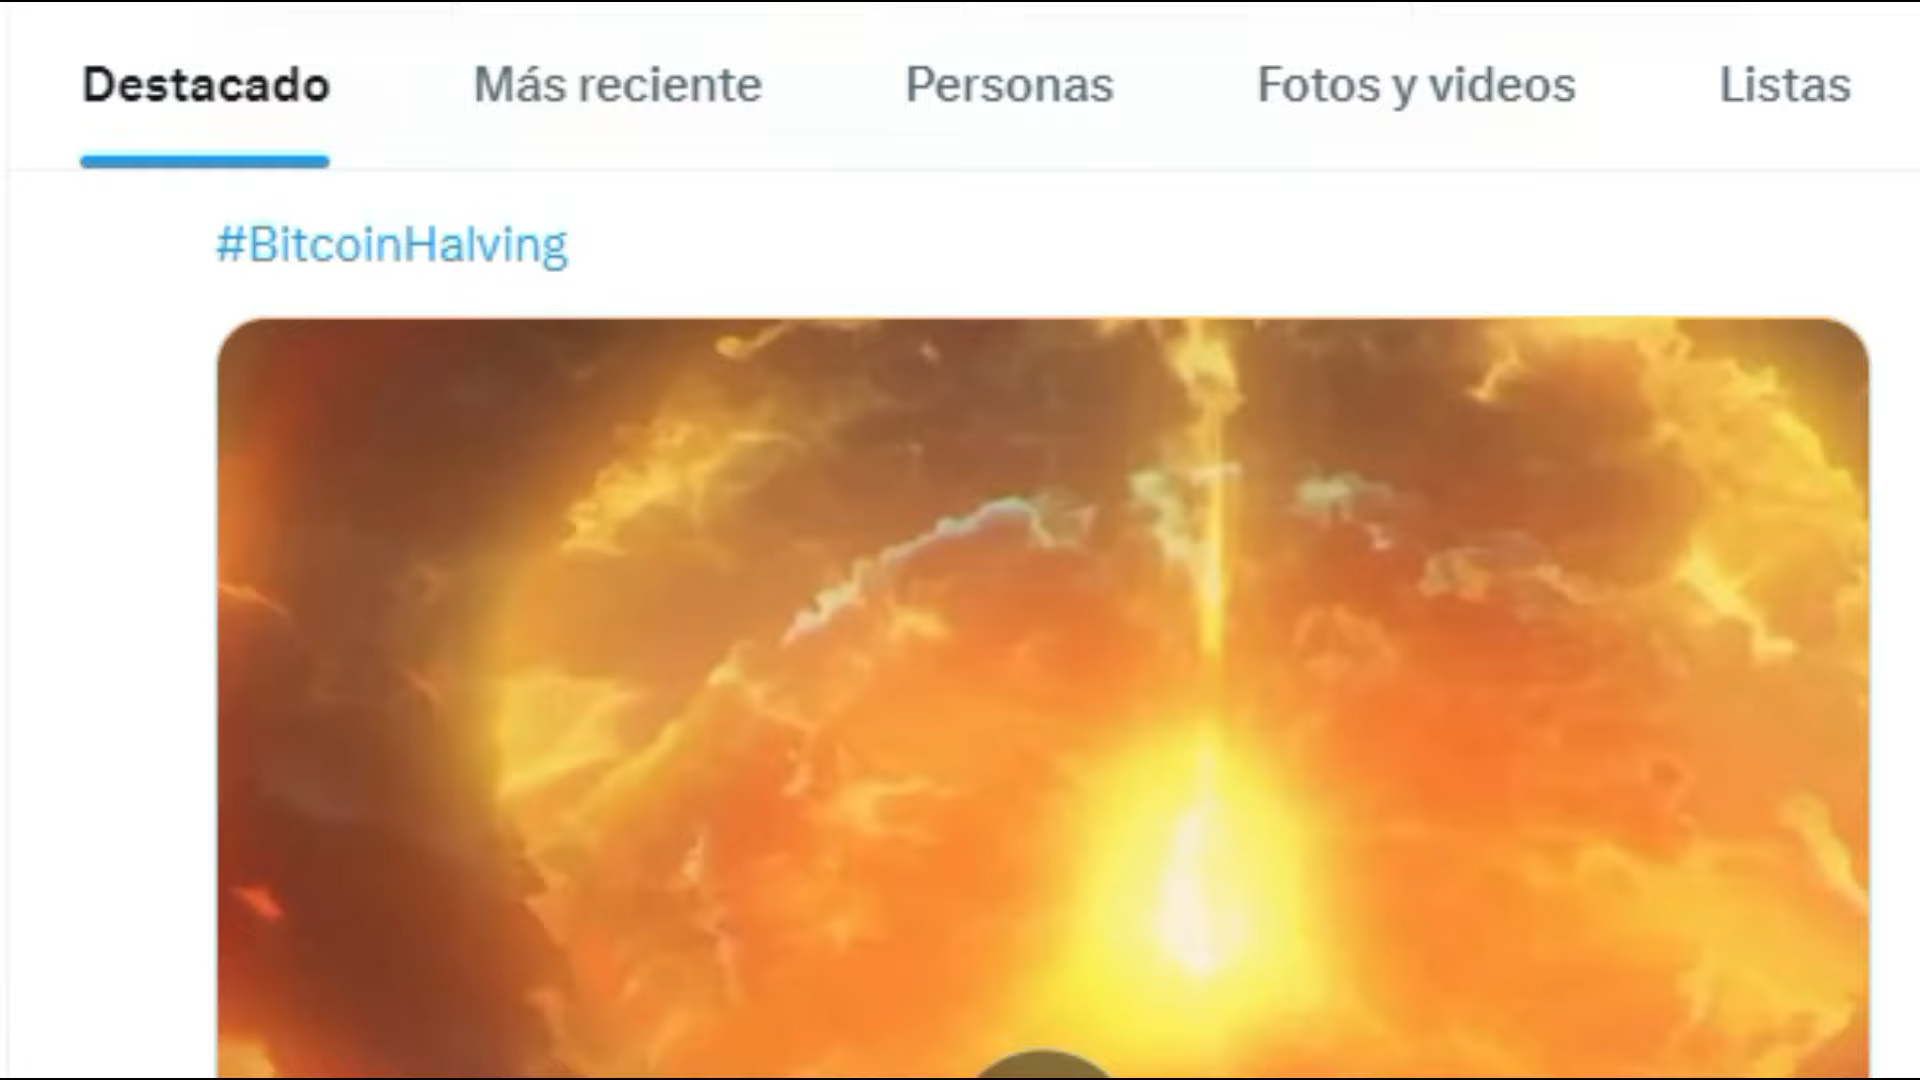 Destacado Más reciente Personas Fotos y videos Listas
#BitcoinHalving